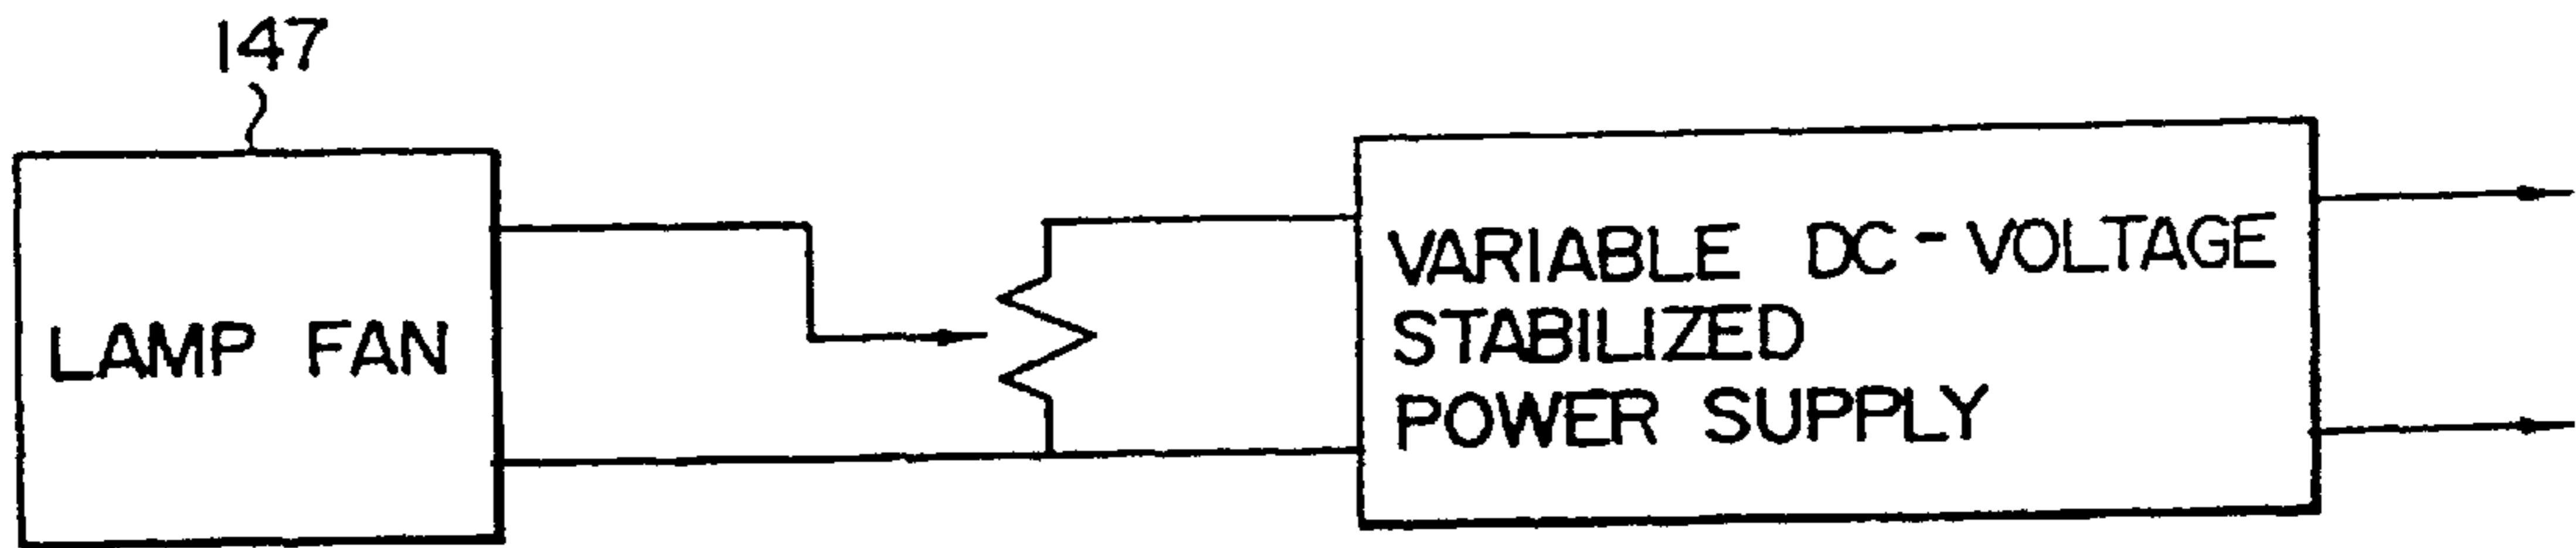 147
LAMP FAN
VARIABLE DC-VOLTAGE
STABILIZED
POWER SUPPLY